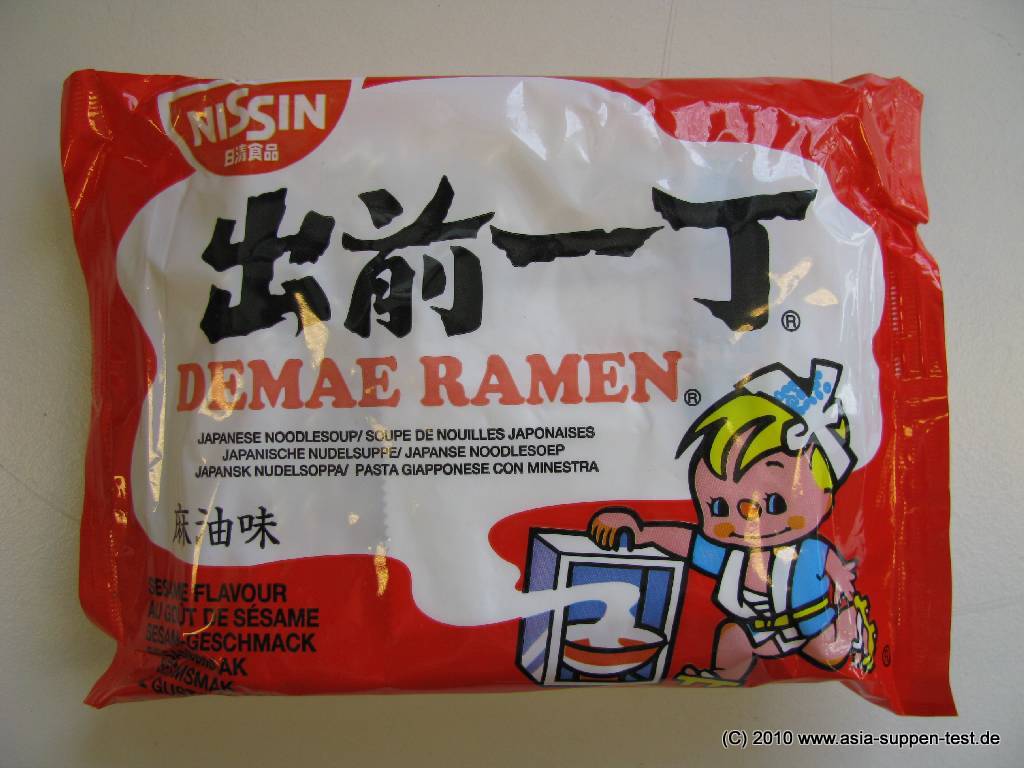 NISSIN
日清食品
出前一丁®
DEMAE RAMEN®
JAPANESE NOODLESOUP/ SOUPE DE NOUILLES JAPONAISES
JAPANISCHE NUDELSUPPE/ JAPANSE NOODLESOEP
JAPANSK NUDELSOPPA/ PASTA GIAPPONESE CON MINESTRA
麻油味
SESAME FLAVOUR
AU GOÛT DE SÉSAME
SESAM-GESCHMACK
®
(C) 2010 www.asia-suppen-test.de